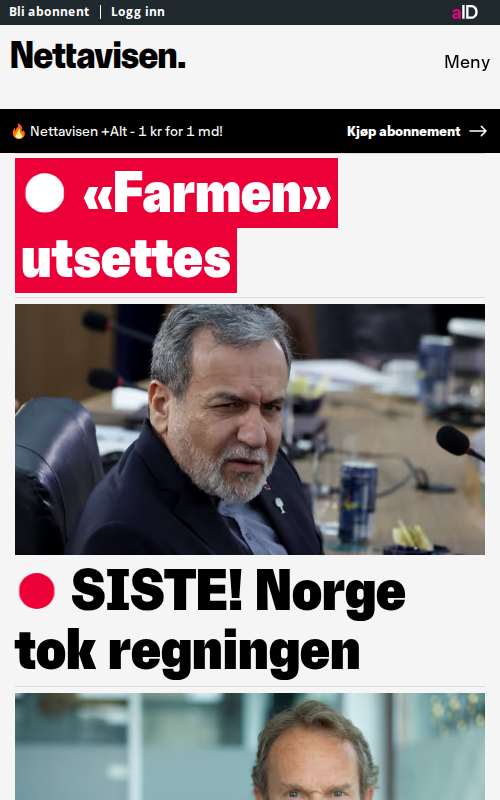 Bli abonnent | Logg inn
aID
Nettavisen.
Meny
🔥 Nettavisen +Alt - 1 kr for 1 md!
Kjøp abonnement →
«Farmen»
utsettes
SISTE! Norge
tok regningen